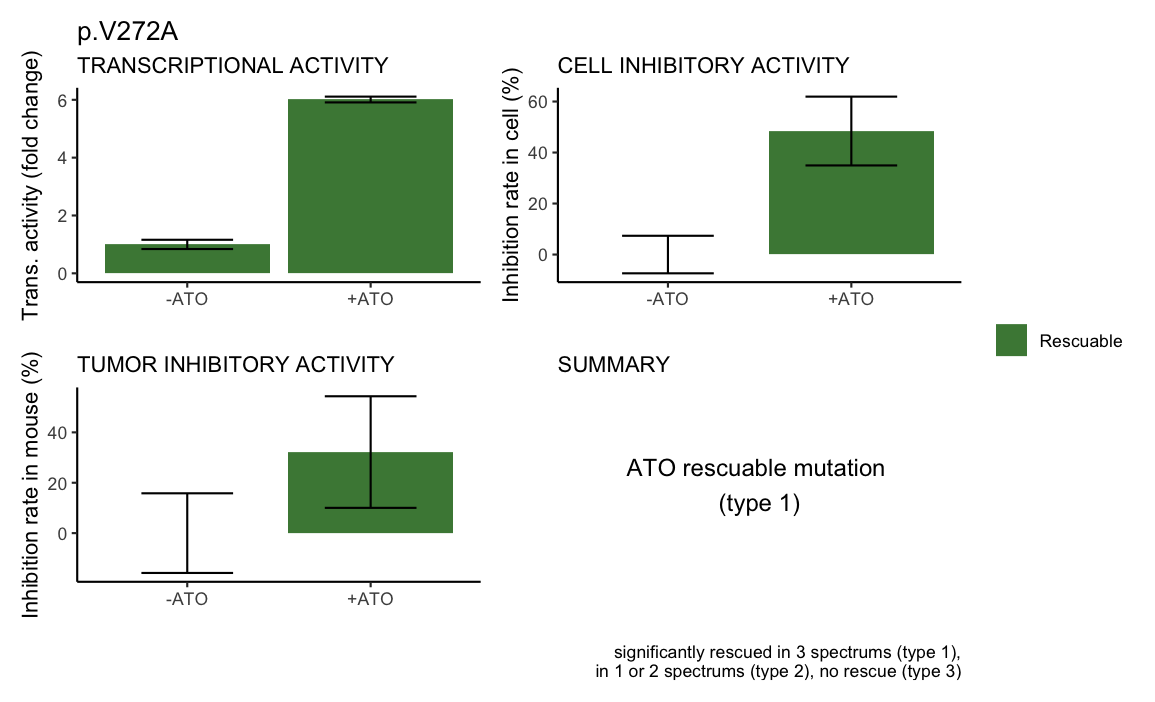 p.V272A
TRANSCRIPTIONAL ACTIVITY
Trans. activity (fold change)
6
4
2
0
-ATO +ATO
CELL INHIBITORY ACTIVITY
Inhibition rate in cell (%)
60
40
20
0
-ATO +ATO
Rescuable
TUMOR INHIBITORY ACTIVITY
Inhibition rate in mouse (%)
40
20
0
-ATO +ATO
SUMMARY
ATO rescuable mutation
(type 1)
significantly rescued in 3 spectrums (type 1),
in 1 or 2 spectrums (type 2), no rescue (type 3)